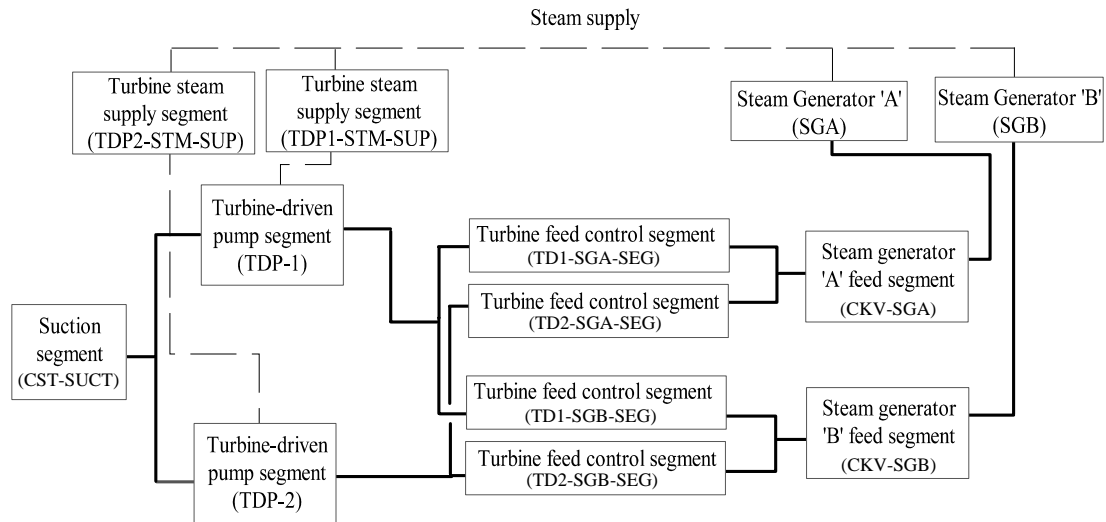 Steam supply
Turbine steam
supply segment
(TDP2-STM-SUP)
Turbine steam
supply segment
(TDP1-STM-SUP)
Steam Generator 'A'
(SGA)
Steam Generator 'B'
(SGB)
Turbine-driven
pump segment
(TDP-1)
Turbine feed control segment
(TD1-SGA-SEG)
Turbine feed control segment
(TD2-SGA-SEG)
Steam generator
'A' feed segment
(CKV-SGA)
Suction
segment
(CST-SUCT)
Turbine feed control segment
(TD1-SGB-SEG)
Turbine feed control segment
(TD2-SGB-SEG)
Steam generator
'B' feed segment
(CKV-SGB)
Turbine-driven
pump segment
(TDP-2)